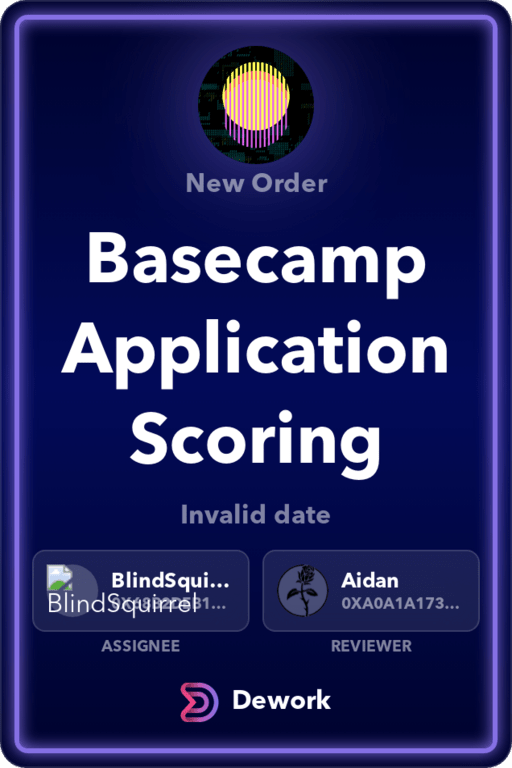 New Order
Basecamp
Application
Scoring
Invalid date
BlindSqui...
BlindSquirrel
ASSIGNEE
Aidan
0XA0A1A173...
REVIEWER
Dework